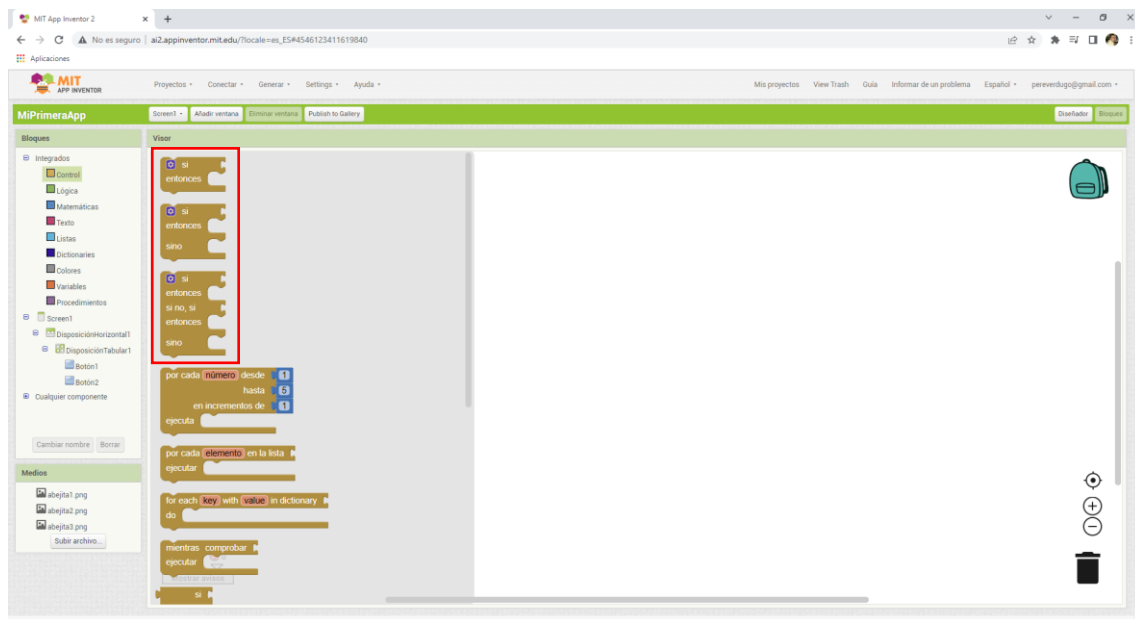 MIT App Inventor 2
No es seguro | ai2.appinventor.mit.edu/?locale=es_ES#4546123411619840
Aplicaciones
MIT
APP INVENTOR
Proyectos Conectar Generar Settings Ayuda Mis proyectos View Trash Guía Informar de un problema Español pereverdugo@gmail.com
MiPrimeraApp Screen1 Añadir ventana Eliminar ventana Publish to Gallery Diseñador Bloques
Bloques
Integrados
Control
Lógica
Matemáticas
Texto
Listas
Dictionaries
Colores
Variables
Procedimientos
Screen1
DisposiciónHorizontal1
DisposiciónTabular1
Botón1
Botón2
Cualquier componente
Cambiar nombre Borrar
Medios
abejita1.png
abejita2.png
abejita3.png
Subir archivo...
Visor
si
entonces
si
entonces
sino
si
entonces
si no, si
entonces
sino
por cada número desde 1
hasta 5
en incrementos de 1
ejecuta
por cada elemento en la lista
ejecutar
for each key with value in dictionary
do
mientras comprobar
ejecutar
Mostrar avisos
si